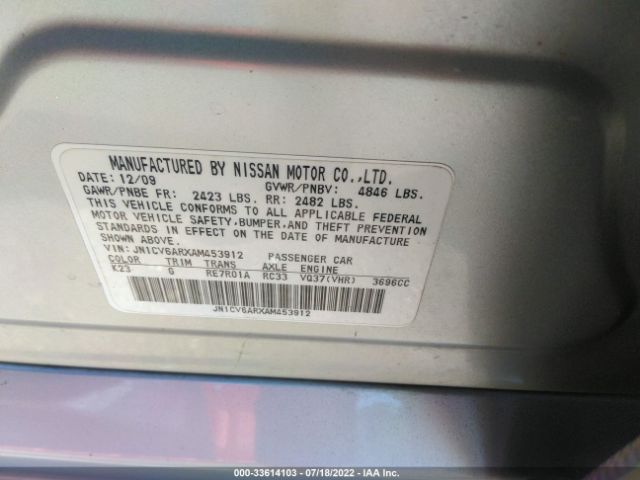 MANUFACTURED BY NISSAN MOTOR CO.,LTD.
DATE: 12/09 GVWR/PNBV: 4846 LBS.
GAWR/PNBE FR: 2423 LBS. RR: 2482 LBS.
THIS VEHICLE CONFORMS TO ALL APPLICABLE FEDERAL
MOTOR VEHICLE SAFETY, BUMPER, AND THEFT PREVENTION
STANDARDS IN EFFECT ON THE DATE OF MANUFACTURE
SHOWN ABOVE.
VIN: JN1CV6ARXAM453912 PASSENGER CAR
COLOR TRIM TRANS AXLE ENGINE
K23 G RE7R01A RC33 VQ37(VHR) 3696CC
JN1CV6ARXAM453912
000-33614103 - 07/18/2022 - IAA Inc.